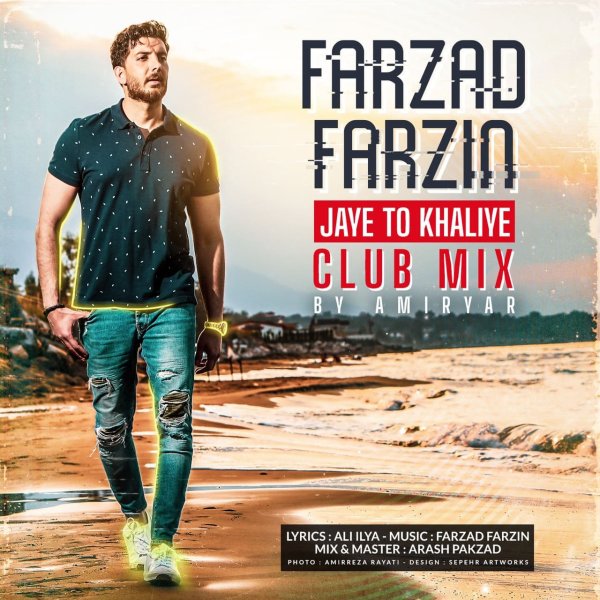 FARZAD
FARZIN
JAYE TO KHALIYE
CLUB MIX
BY AMIRYAR
LYRICS : ALI ILYA - MUSIC : FARZAD FARZIN
MIX & MASTER : ARASH PAKZAD
PHOTO : AMIRREZA RAYATI - DESIGN : SEPEHR ARTWORKS